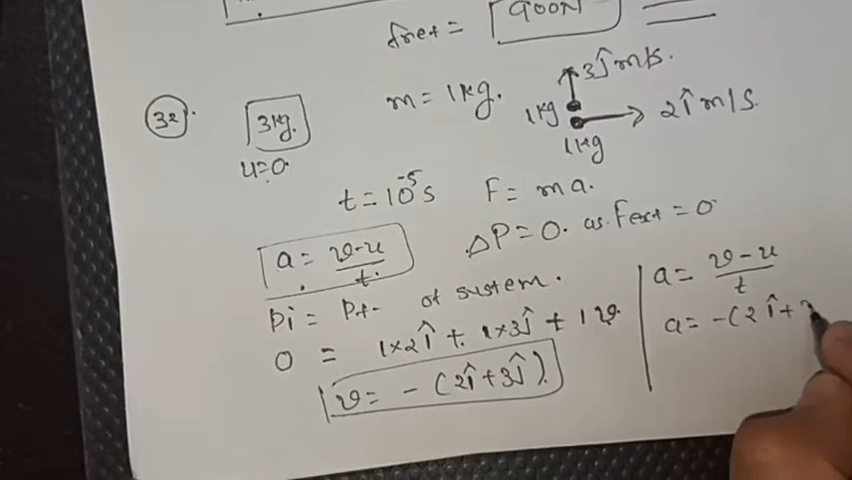 fnet = 900N
32. 3kg. m = 1kg. 3ĵ m/s.
1kg 2î m/s.
u=0. 1kg
t = 10⁻⁵s F = ma.
a = v-u/t. ΔP = 0. as Fext = 0
Pi = Pf. of system. a = v-u/t
0 = 1×2î + 1×3ĵ + 1v. a = -(2î+
v = - (2î+3ĵ).